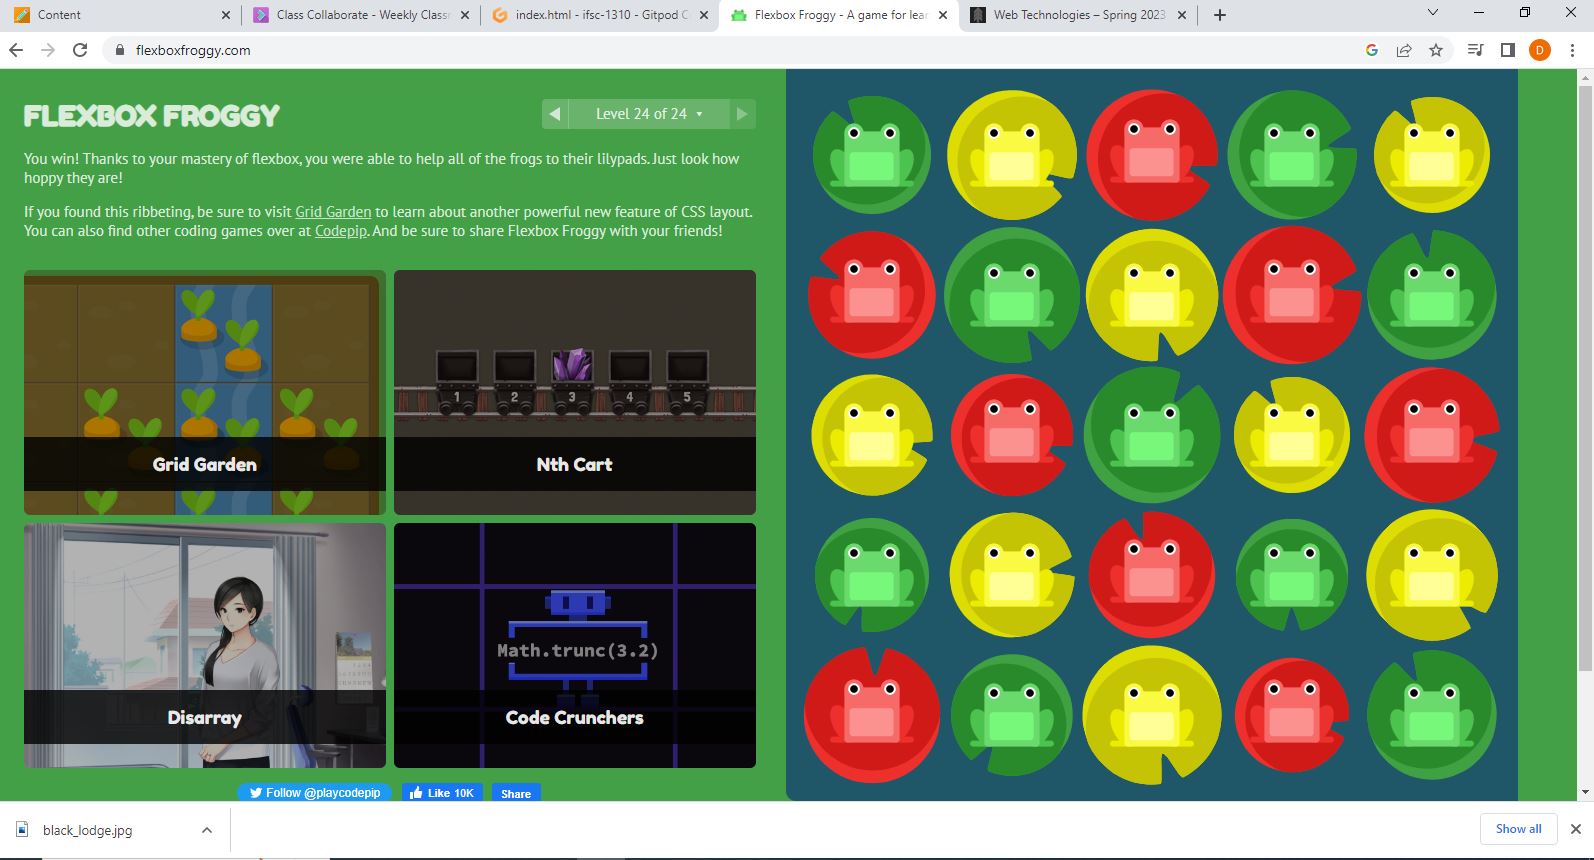 Content
Class Collaborate - Weekly Classr
index.html - ifsc-1310 - Gitpod C
Flexbox Froggy - A game for lear
Web Technologies – Spring 2023
flexboxfroggy.com
D
FLEXBOX FROGGY
Level 24 of 24
You win! Thanks to your mastery of flexbox, you were able to help all of the frogs to their lilypads. Just look how
hoppy they are!
If you found this ribbeting, be sure to visit Grid Garden to learn about another powerful new feature of CSS layout.
You can also find other coding games over at Codepip. And be sure to share Flexbox Froggy with your friends!
1 2 3 4 5
Grid Garden
Nth Cart
Math.trunc(3.2)
Disarray
Code Crunchers
Follow @playcodepip
Like 10K
Share
black_lodge.jpg
Show all